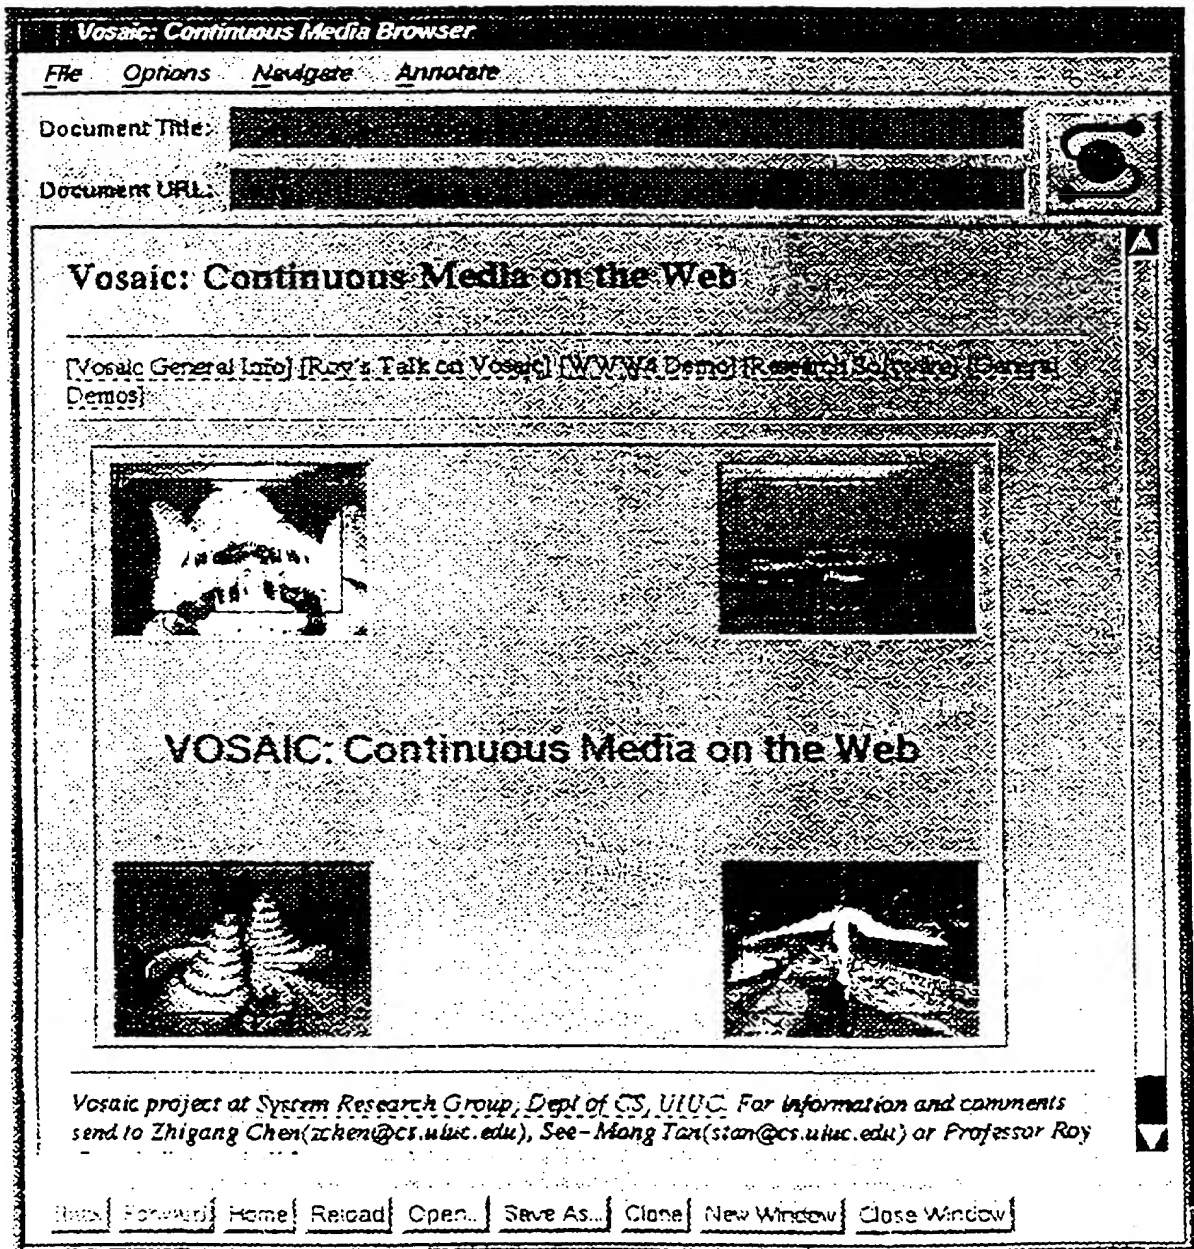 Vosaic: Continuous Media Browser
File Options Navigate Annotate
Document Title:
Document URL:
Vosaic: Continuous Media on the Web
[Vosaic General Info] [Roy's Talk on Vosaic] [WWW4 Demo] [Research Software] [General
Demos]
VOSAIC: Continuous Media on the Web
Vosaic project at System Research Group, Dept of CS, UIUC. For information and comments
send to Zhigang Chen(zchen@cs.uiuc.edu), See-Mong Tan(stan@cs.uiuc.edu) or Professor Roy
Back Forward Home Reload Open... Save As... Clone New Window Close Window